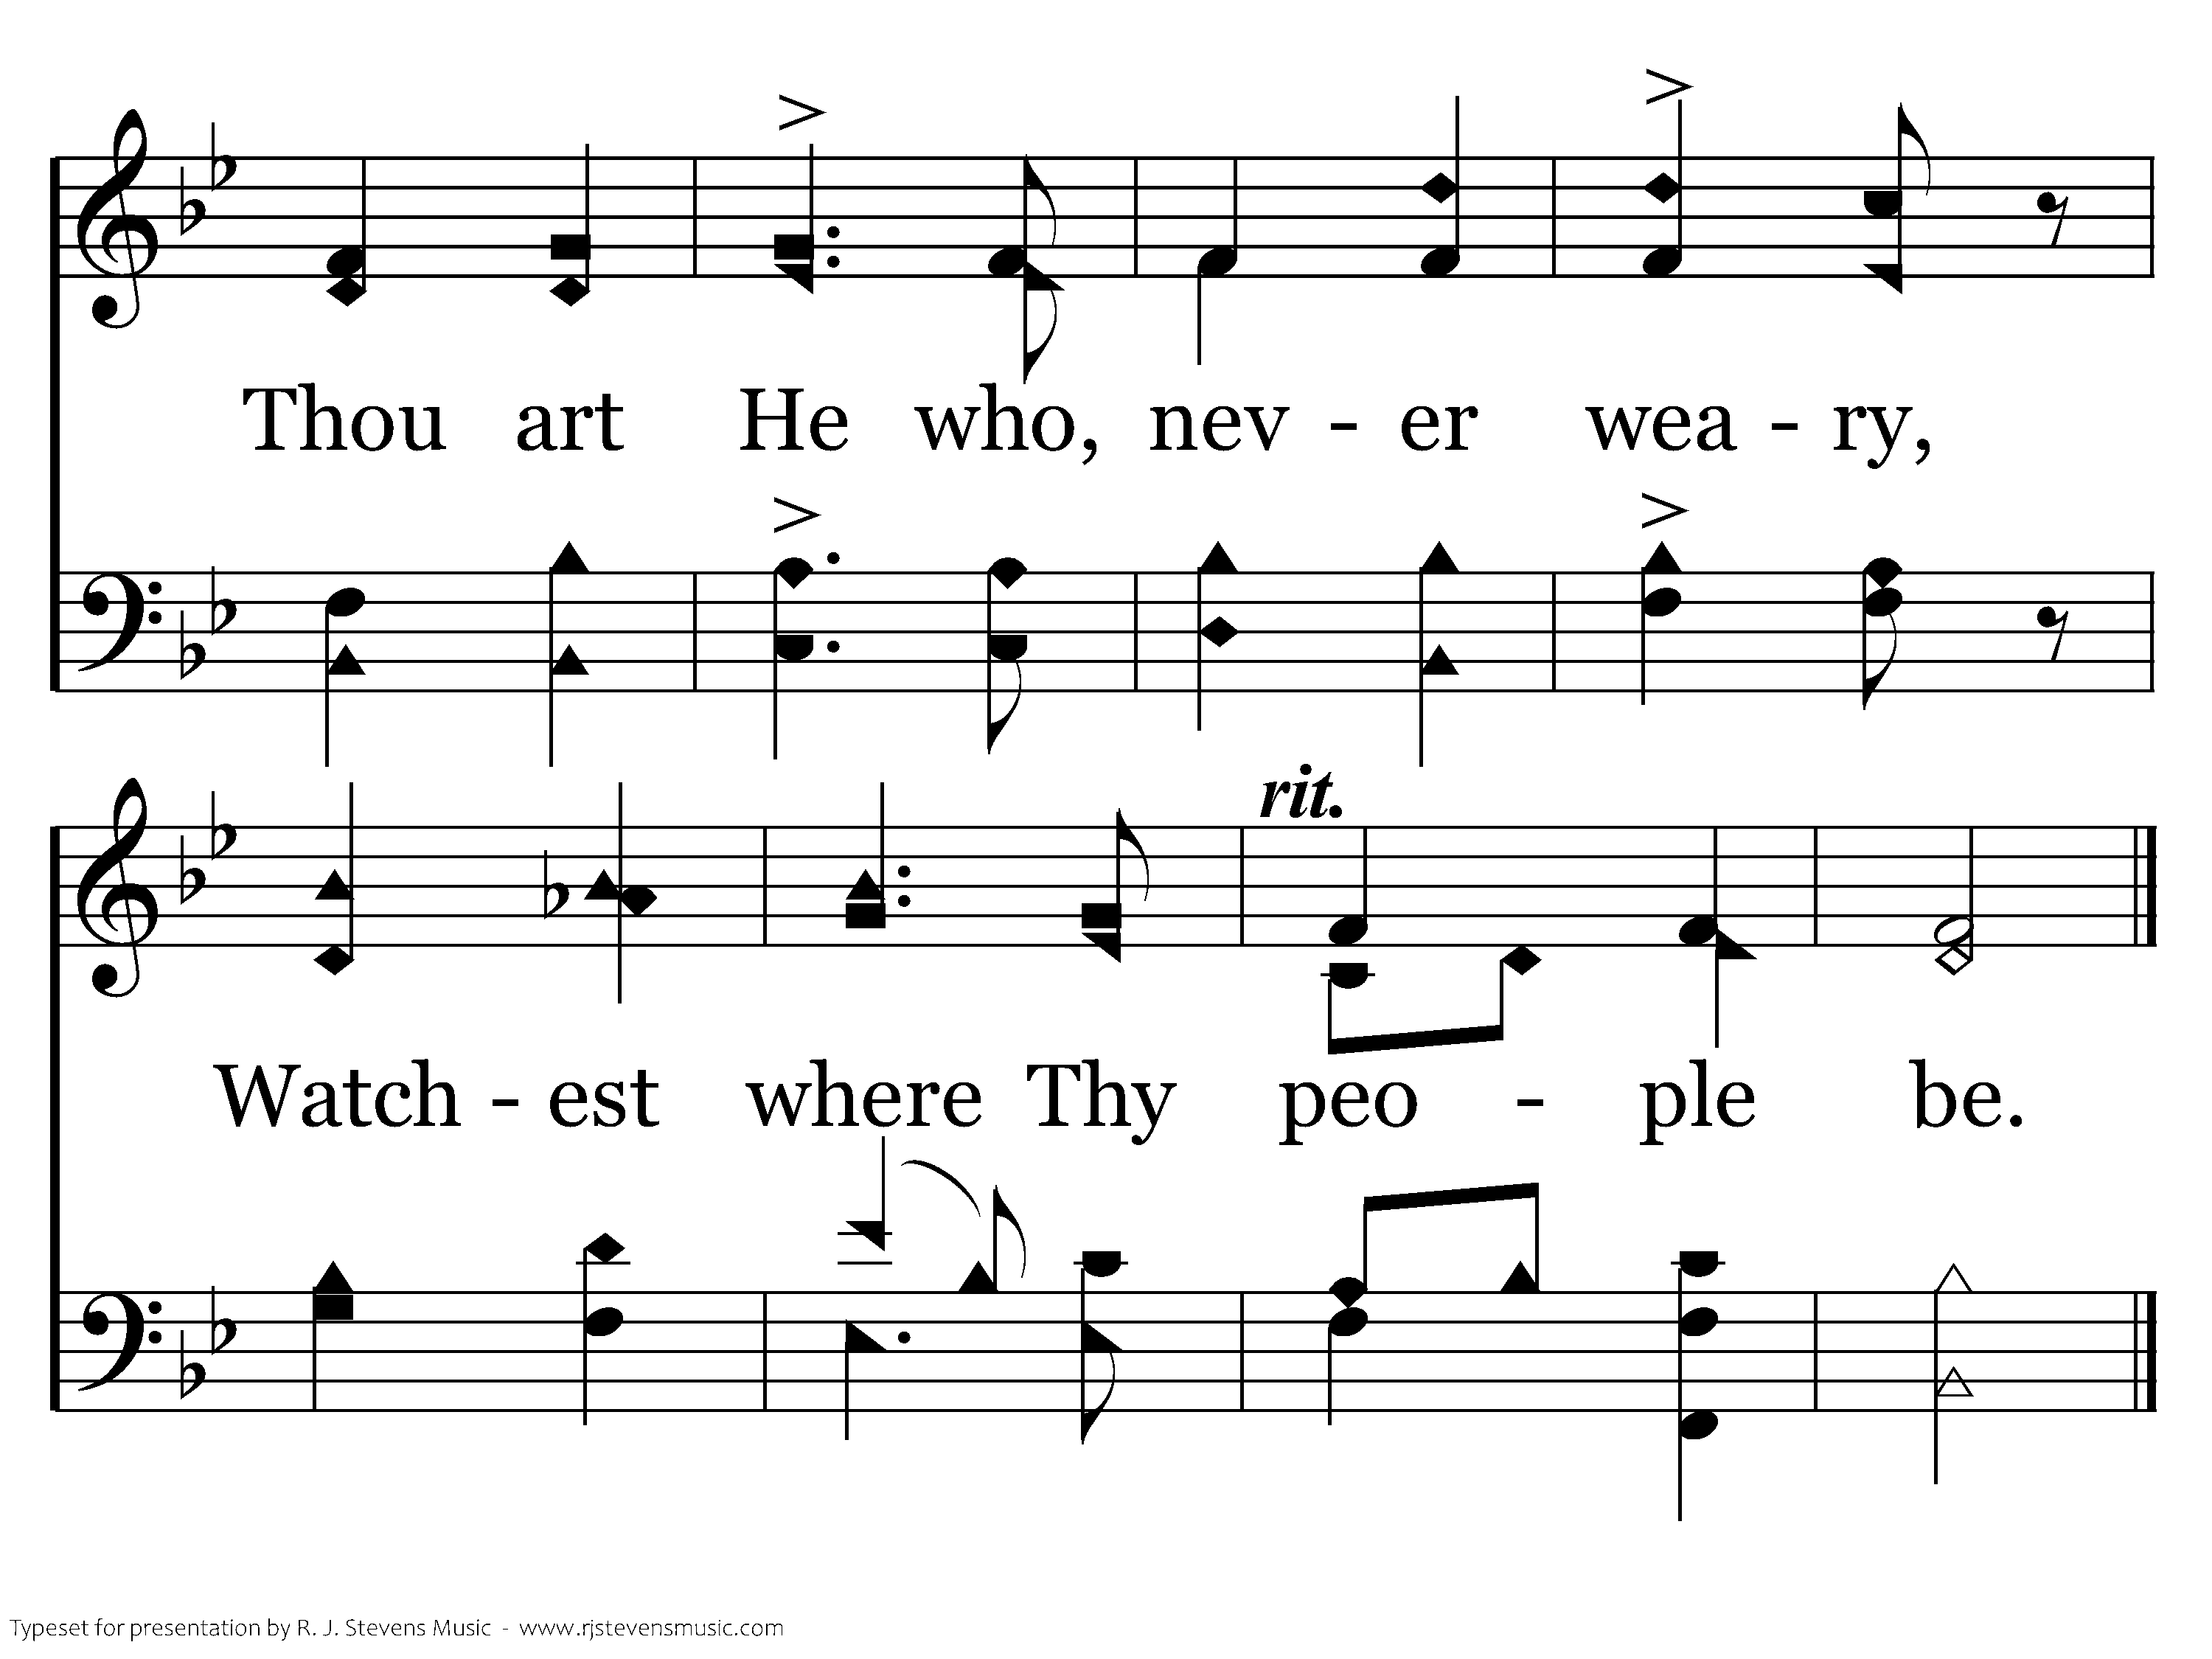 Thou art He who, nev - er wea - ry,
rit.
Watch - est where Thy peo - ple be.
Typeset for presentation by R. J. Stevens Music - www.rjstevensmusic.com